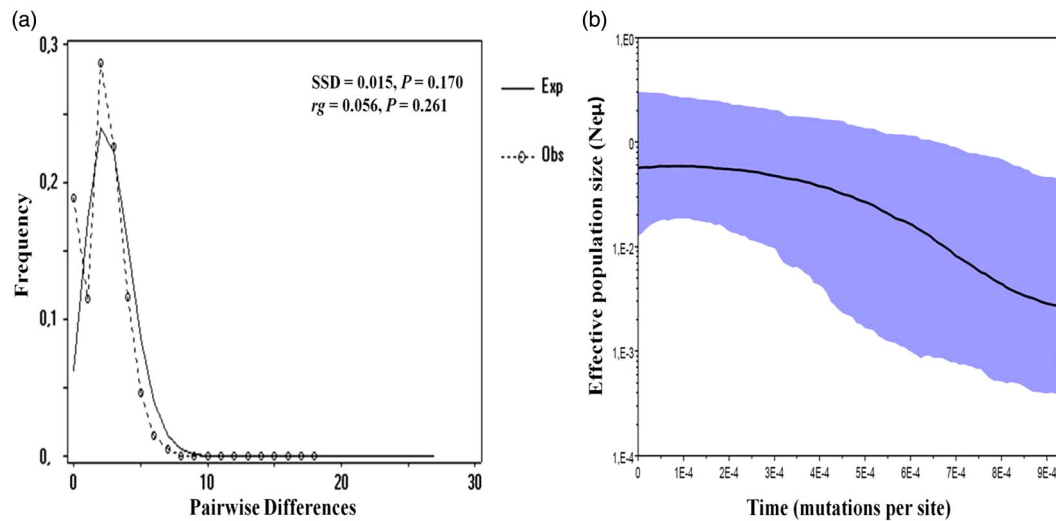 (a)
0,3
0,2
0,1
0,
Frequency
SSD = 0.015, P = 0.170
rg = 0.056, P = 0.261
Exp
Obs
0
10
20
30
Pairwise Differences
(b)
1,E0
0
1,E-2
1,E-3
1,E-4
Effective population size (Neμ)
0
1E-4
2E-4
3E-4
4E-4
5E-4
6E-4
7E-4
8E-4
9E-4
Time (mutations per site)